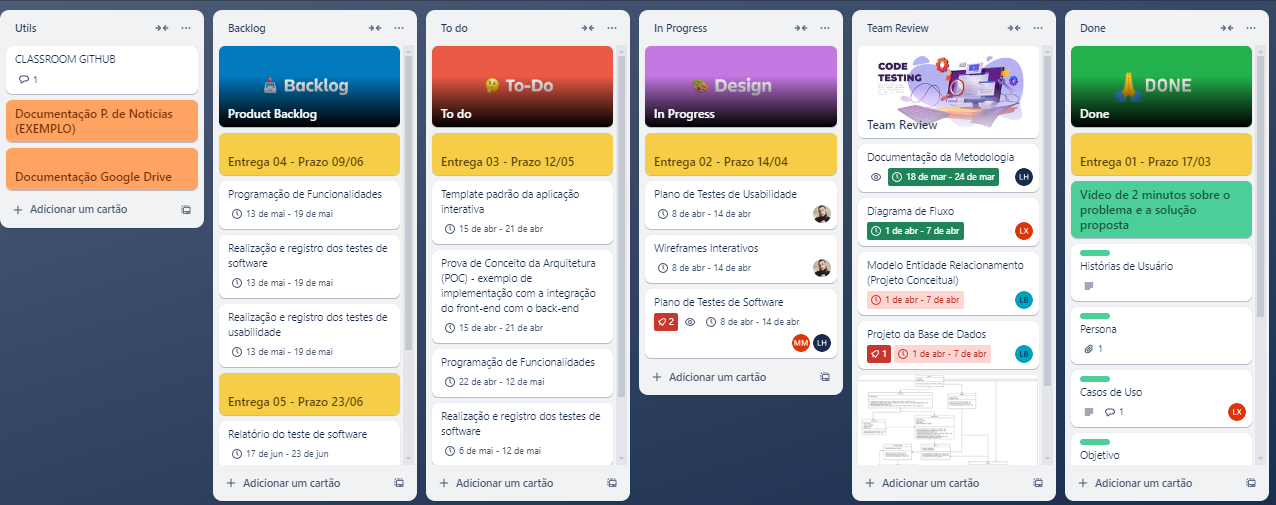 Utils
CLASSROOM GITHUB
1
Documentação P. de Noticias
(EXEMPLO)
Documentação Google Drive
Adicionar um cartão
Backlog
Backlog
Product Backlog
Entrega 04 - Prazo 09/06
Programação de Funcionalidades
13 de mai - 19 de mai
Realização e registro dos testes de
software
13 de mai - 19 de mai
Realização e registro dos testes de
usabilidade
13 de mai - 19 de mai
Entrega 05 - Prazo 23/06
Relatório do teste de software
17 de jun - 23 de jun
Adicionar um cartão
To do
To-Do
To do
Entrega 03 - Prazo 12/05
Template padrão da aplicação
interativa
15 de abr - 21 de abr
Prova de Conceito da Arquitetura
(POC) - exemplo de
implementação com a integração
do front-end com o back-end
15 de abr - 21 de abr
Programação de Funcionalidades
22 de abr - 12 de mai
Realização e registro dos testes de
software
6 de mai - 12 de mai
Adicionar um cartão
In Progress
Design
In Progress
Entrega 02 - Prazo 14/04
Plano de Testes de Usabilidade
8 de abr - 14 de abr
Wireframes Interativos
8 de abr - 14 de abr
Plano de Testes de Software
2 8 de abr - 14 de abr
MM LH
Adicionar um cartão
Team Review
CODE
TESTING
Team Review
Documentação da Metodologia
18 de mar - 24 de mar LH
Diagrama de Fluxo
1 de abr - 7 de abr LX
Modelo Entidade Relacionamento
(Projeto Conceitual)
1 de abr - 7 de abr LB
Projeto da Base de Dados
1 1 de abr - 7 de abr LB
Adicionar um cartão
Done
DONE
Done
Entrega 01 - Prazo 17/03
Vídeo de 2 minutos sobre o
problema e a solução
proposta
Histórias de Usuário
Persona
1
Casos de Uso
1 LX
Objetivo
Adicionar um cartão